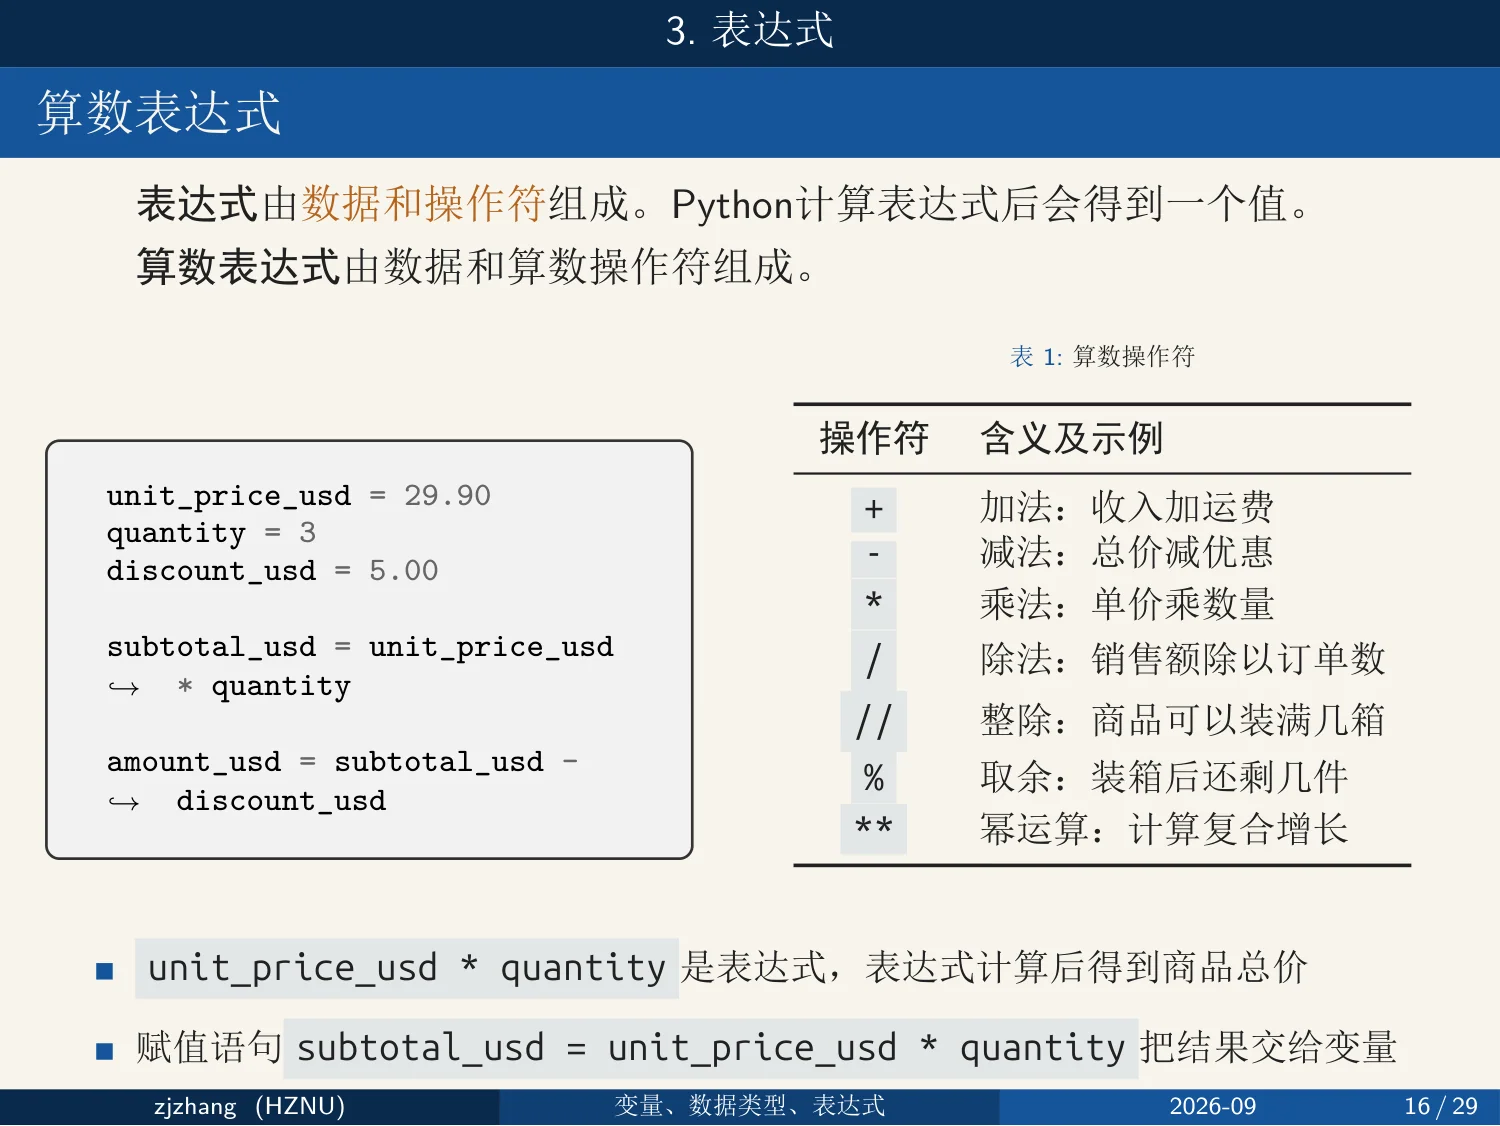 3. 表达式
算数表达式
表达式由数据和操作符组成。Python计算表达式后会得到一个值。
算数表达式由数据和算数操作符组成。
unit_price_usd = 29.90
quantity = 3
discount_usd = 5.00
subtotal_usd = unit_price_usd
↪ * quantity
amount_usd = subtotal_usd -
↪ discount_usd
表 1: 算数操作符
操作符 含义及示例
+ 加法：收入加运费
- 减法：总价减优惠
* 乘法：单价乘数量
/ 除法：销售额除以订单数
// 整除：商品可以装满几箱
% 取余：装箱后还剩几件
** 幂运算：计算复合增长
unit_price_usd * quantity 是表达式，表达式计算后得到商品总价
赋值语句 subtotal_usd = unit_price_usd * quantity 把结果交给变量
zjzhang (HZNU) 变量、数据类型、表达式 2026-09 16 / 29